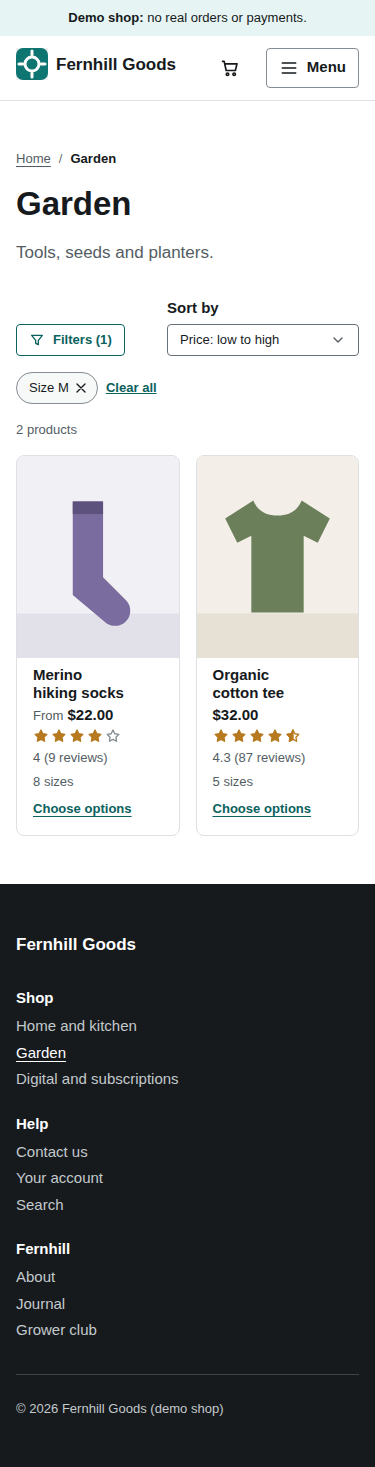 Demo shop: no real orders or payments.
Fernhill Goods
Menu
Home / Garden
Garden
Tools, seeds and planters.
Sort by
Filters (1)
Price: low to high
Size M
Clear all
2 products
Merino
hiking socks
From $22.00
4 (9 reviews)
8 sizes
Choose options
Organic
cotton tee
$32.00
4.3 (87 reviews)
5 sizes
Choose options
Fernhill Goods
Shop
Home and kitchen
Garden
Digital and subscriptions
Help
Contact us
Your account
Search
Fernhill
About
Journal
Grower club
© 2026 Fernhill Goods (demo shop)